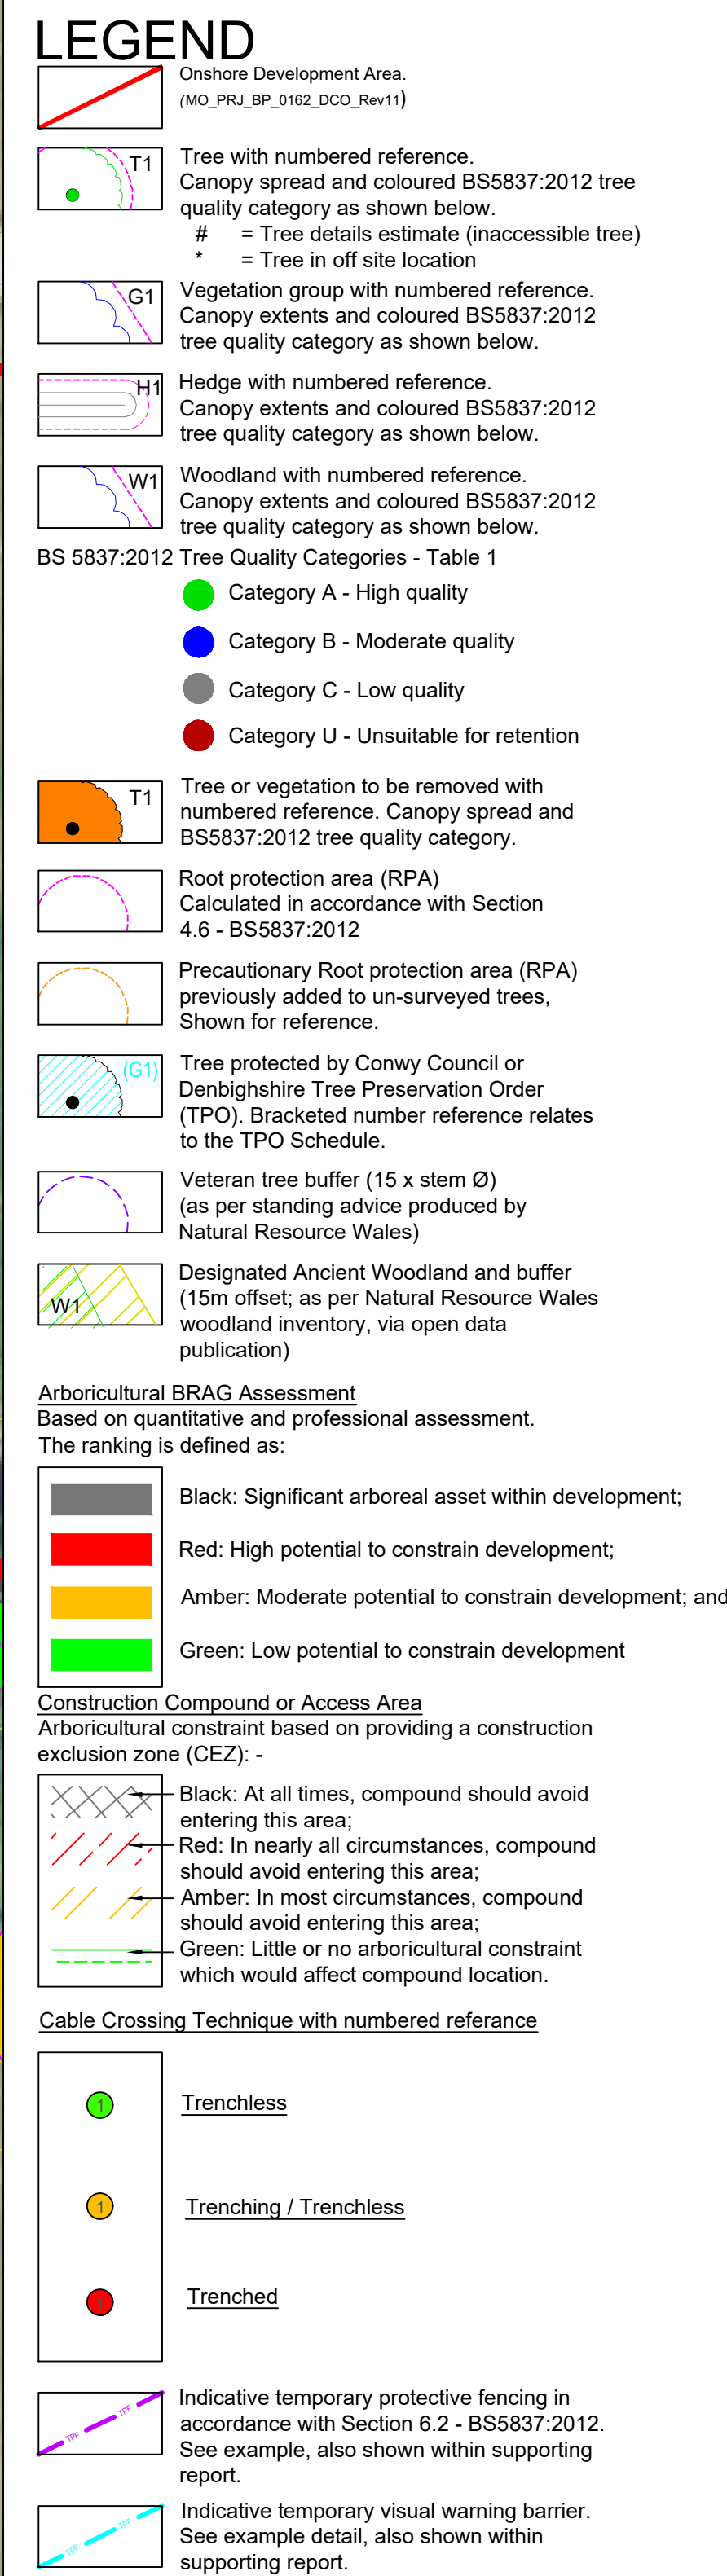 LEGEND
Onshore Development Area.
(MO_PRJ_BP_0162_DCO_Rev11)
T1
Tree with numbered reference.
Canopy spread and coloured BS5837:2012 tree
quality category as shown below.
# = Tree details estimate (inaccessible tree)
* = Tree in off site location
G1
Vegetation group with numbered reference.
Canopy extents and coloured BS5837:2012
tree quality category as shown below.
H1
Hedge with numbered reference.
Canopy extents and coloured BS5837:2012
tree quality category as shown below.
W1
Woodland with numbered reference.
Canopy extents and coloured BS5837:2012
tree quality category as shown below.
BS 5837:2012 Tree Quality Categories - Table 1
Category A - High quality
Category B - Moderate quality
Category C - Low quality
Category U - Unsuitable for retention
T1
Tree or vegetation to be removed with
numbered reference. Canopy spread and
BS5837:2012 tree quality category.
Root protection area (RPA)
Calculated in accordance with Section
4.6 - BS5837:2012
Precautionary Root protection area (RPA)
previously added to un-surveyed trees,
Shown for reference.
(G1)
Tree protected by Conwy Council or
Denbighshire Tree Preservation Order
(TPO). Bracketed number reference relates
to the TPO Schedule.
Veteran tree buffer (15 x stem Ø)
(as per standing advice produced by
Natural Resource Wales)
W1
Designated Ancient Woodland and buffer
(15m offset; as per Natural Resource Wales
woodland inventory, via open data
publication)
Arboricultural BRAG Assessment
Based on quantitative and professional assessment.
The ranking is defined as:
Black: Significant arboreal asset within development;
Red: High potential to constrain development;
Amber: Moderate potential to constrain development; and
Green: Low potential to constrain development
Construction Compound or Access Area
Arboricultural constraint based on providing a construction
exclusion zone (CEZ): -
Black: At all times, compound should avoid
entering this area;
Red: In nearly all circumstances, compound
should avoid entering this area;
Amber: In most circumstances, compound
should avoid entering this area;
Green: Little or no arboricultural constraint
which would affect compound location.
Cable Crossing Technique with numbered referance
1
Trenchless
1
Trenching / Trenchless
1
Trenched
TPF TPF
Indicative temporary protective fencing in
accordance with Section 6.2 - BS5837:2012.
See example, also shown within supporting
report.
TPF TPF
Indicative temporary visual warning barrier.
See example detail, also shown within
supporting report.